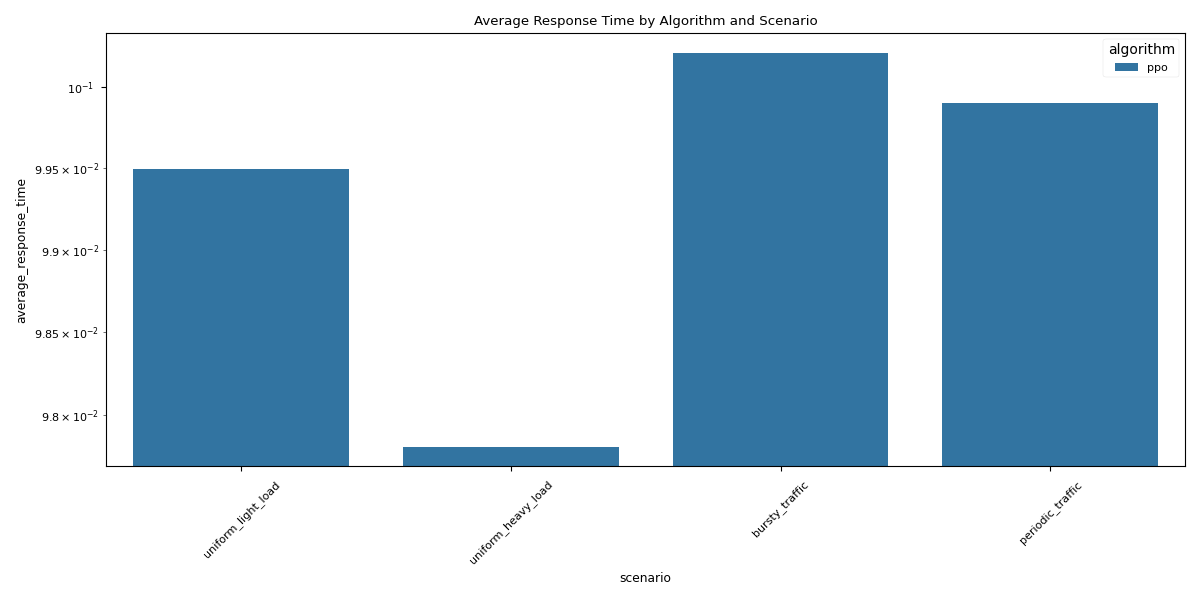 Average Response Time by Algorithm and Scenario
algorithm
ppo
average_response_time
10⁻¹
9.95 × 10⁻²
9.9 × 10⁻²
9.85 × 10⁻²
9.8 × 10⁻²
uniform_light_load
uniform_heavy_load
bursty_traffic
periodic_traffic
scenario